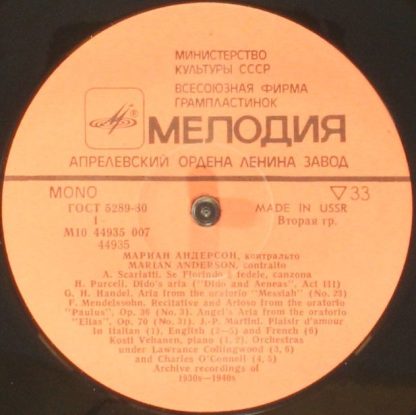 МИНИСТЕРСТВО
КУЛЬТУРЫ СССР
ВСЕСОЮЗНАЯ ФИРМА
ГРАМПЛАСТИНОК
МЕЛОДИЯ
АПРЕЛЕВСКИЙ ОРДЕНА ЛЕНИНА ЗАВОД
MONO
▽33
ГОСТ 5289-80
MADE IN USSR
1
Вторая гр.
М10 44935 007
44935
МАРИАН АНДЕРСОН, контральто
MARIAN ANDERSON, contralto
A. Scarlatti. Se Florindo è fedele, canzona
H. Purcell. Dido's aria ("Dido and Aeneas", Act III)
G. H. Handel. Aria from the oratorio "Messiah" (No. 23)
F. Mendelssohn. Recitative and Arioso from the oratorio
"Paulus", Op. 36 (No. 3). Angel's Aria from the oratorio
"Elias", Op. 70 (No. 31). J.-P. Martini. Plaisir d'amour
In Italian (1), English (2—5) and French (6)
Kosti Vehanen, piano (1, 2). Orchestras
under Lawrance Collingwood (3, 6)
and Charles O'Connell (4, 5)
Archive recordings of
1930s—1940s